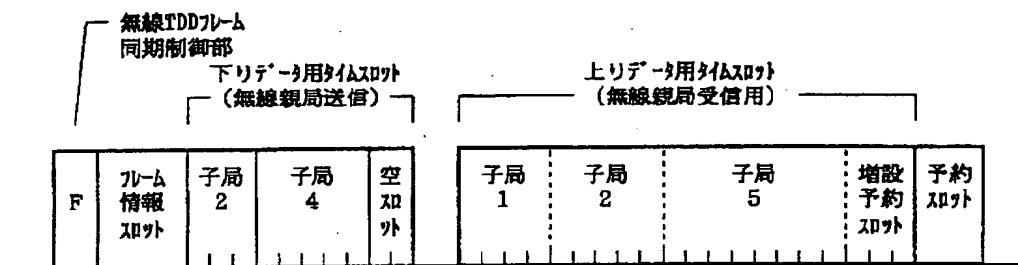 無線TDDﾌﾚｰﾑ
同期制御部
下りﾃﾞｰﾀ用ﾀｲﾑｽﾛｯﾄ
(無線親局送信)
上りﾃﾞｰﾀ用ﾀｲﾑｽﾛｯﾄ
(無線親局受信用)
F
ﾌﾚｰﾑ
情報
ｽﾛｯﾄ
子局
2
子局
4
空
ｽﾛ
ｯﾄ
子局
1
子局
2
子局
5
増設
予約
ｽﾛｯﾄ
予約
ｽﾛｯﾄ